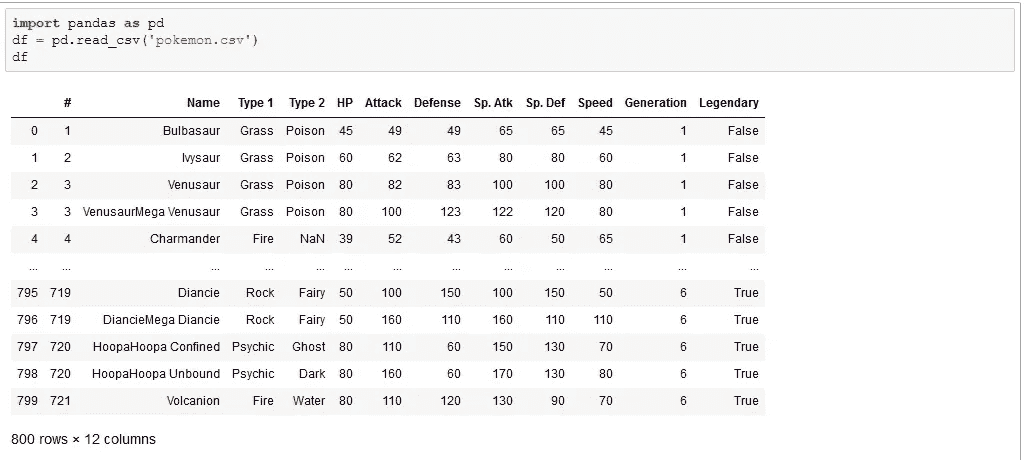 import pandas as pd
df = pd.read_csv('pokemon.csv')
df
# Name Type 1 Type 2 HP Attack Defense Sp. Atk Sp. Def Speed Generation Legendary
0 1 Bulbasaur Grass Poison 45 49 49 65 65 45 1 False
1 2 Ivysaur Grass Poison 60 62 63 80 80 60 1 False
2 3 Venusaur Grass Poison 80 82 83 100 100 80 1 False
3 3 VenusaurMega Venusaur Grass Poison 80 100 123 122 120 80 1 False
4 4 Charmander Fire NaN 39 52 43 60 50 65 1 False
... ... ... ... ... ... ... ... ... ... ... ... ...
795 719 Diancie Rock Fairy 50 100 150 100 150 50 6 True
796 719 DiancieMega Diancie Rock Fairy 50 160 110 160 110 110 6 True
797 720 HoopaHoopa Confined Psychic Ghost 80 110 60 150 130 70 6 True
798 720 HoopaHoopa Unbound Psychic Dark 80 160 60 170 130 80 6 True
799 721 Volcanion Fire Water 80 110 120 130 90 70 6 True
800 rows × 12 columns